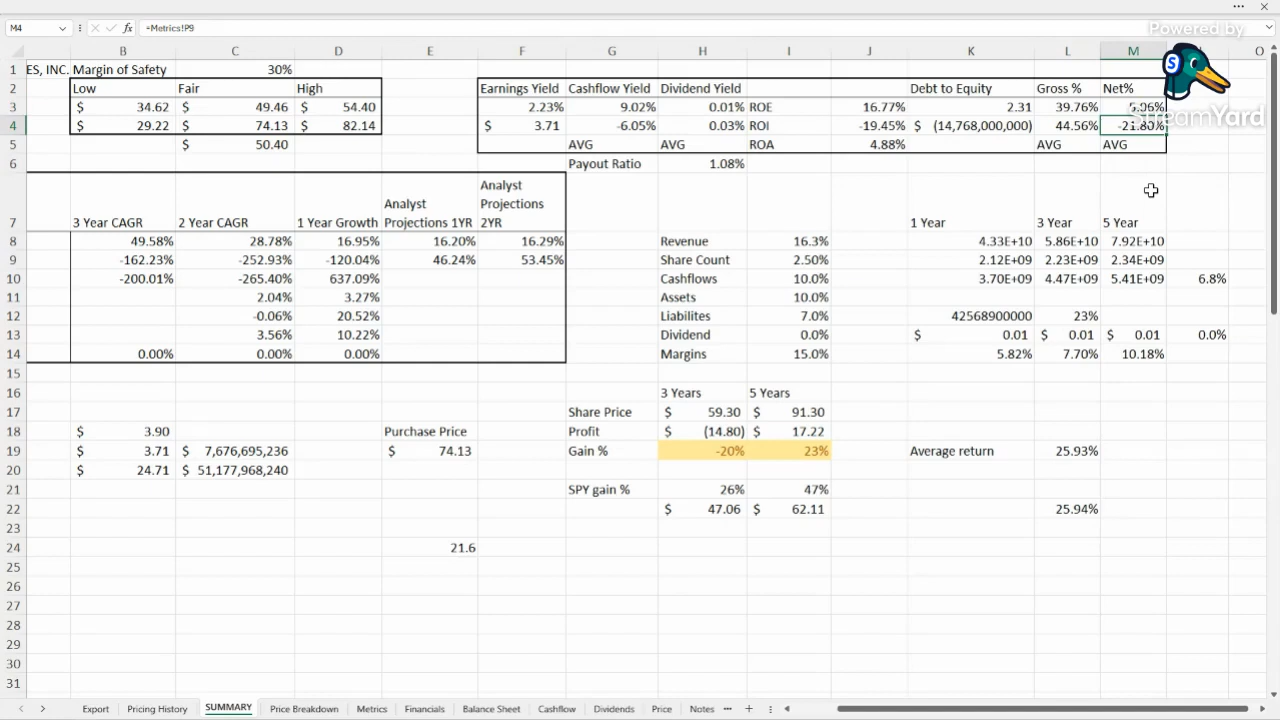 M4 fx =Metrics!P9
Powered by
StreamYard
B C D E F G H I J K L M O
1 ES, INC. Margin of Safety 30%
2 Low Fair High Earnings Yield Cashflow Yield Dividend Yield Debt to Equity Gross % Net%
$ 34.62 $ 49.46 $ 54.40 2.23% 9.02% 0.01% ROE 16.77% 2.31 39.76% 5.06%
4 $ 29.22 $ 74.13 $ 82.14 $ 3.71 -6.05% 0.03% ROI -19.45% $ (14,768,000,000) 44.56% -21.80%
5 $ 50.40 AVG AVG ROA 4.88% AVG AVG
6 Payout Ratio 1.08%
7 3 Year CAGR 2 Year CAGR 1 Year Growth Analyst Projections 1YR Analyst Projections 2YR 1 Year 3 Year 5 Year
8 49.58% 28.78% 16.95% 16.20% 16.29% Revenue 16.3% 4.33E+10 5.86E+10 7.92E+10
9 -162.23% -252.93% -120.04% 46.24% 53.45% Share Count 2.50% 2.12E+09 2.23E+09 2.34E+09
10 -200.01% -265.40% 637.09% Cashflows 10.0% 3.70E+09 4.47E+09 5.41E+09 6.8%
11 2.04% 3.27% Assets 10.0%
12 -0.06% 20.52% Liabilites 7.0% 42568900000 23%
13 3.56% 10.22% Dividend 0.0% $ 0.01 $ 0.01 $ 0.01 0.0%
14 0.00% 0.00% 0.00% Margins 15.0% 5.82% 7.70% 10.18%
15
16 3 Years 5 Years
17 Share Price $ 59.30 $ 91.30
18 $ 3.90 Purchase Price Profit $ (14.80) $ 17.22
19 $ 3.71 $ 7,676,695,236 $ 74.13 Gain % -20% 23% Average return 25.93%
20 $ 24.71 $ 51,177,968,240
21 SPY gain % 26% 47%
22 $ 47.06 $ 62.11 25.94%
23
24 21.6
25
26
27
28
29
30
31
Export Pricing History SUMMARY Price Breakdown Metrics Financials Balance Sheet Cashflow Dividends Price Notes